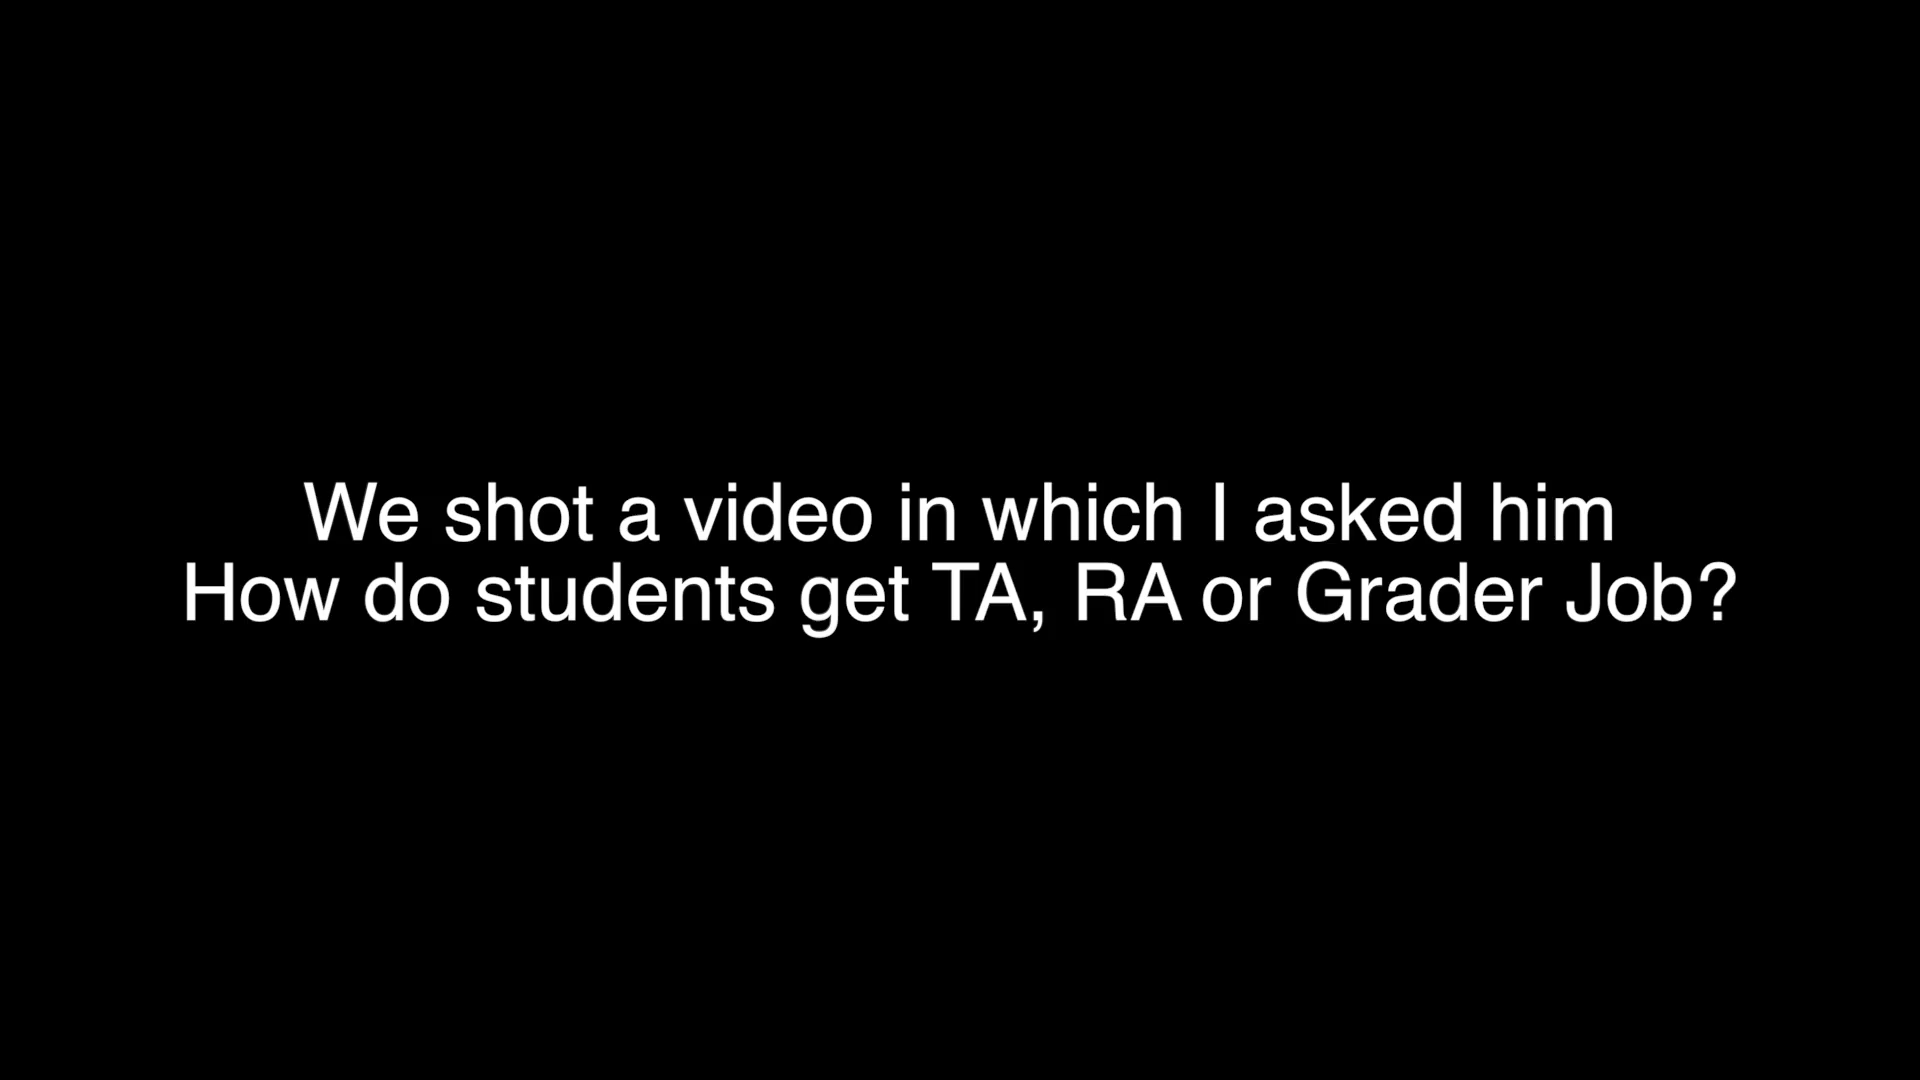 We shot a video in which I asked him
How do students get TA, RA or Grader Job?